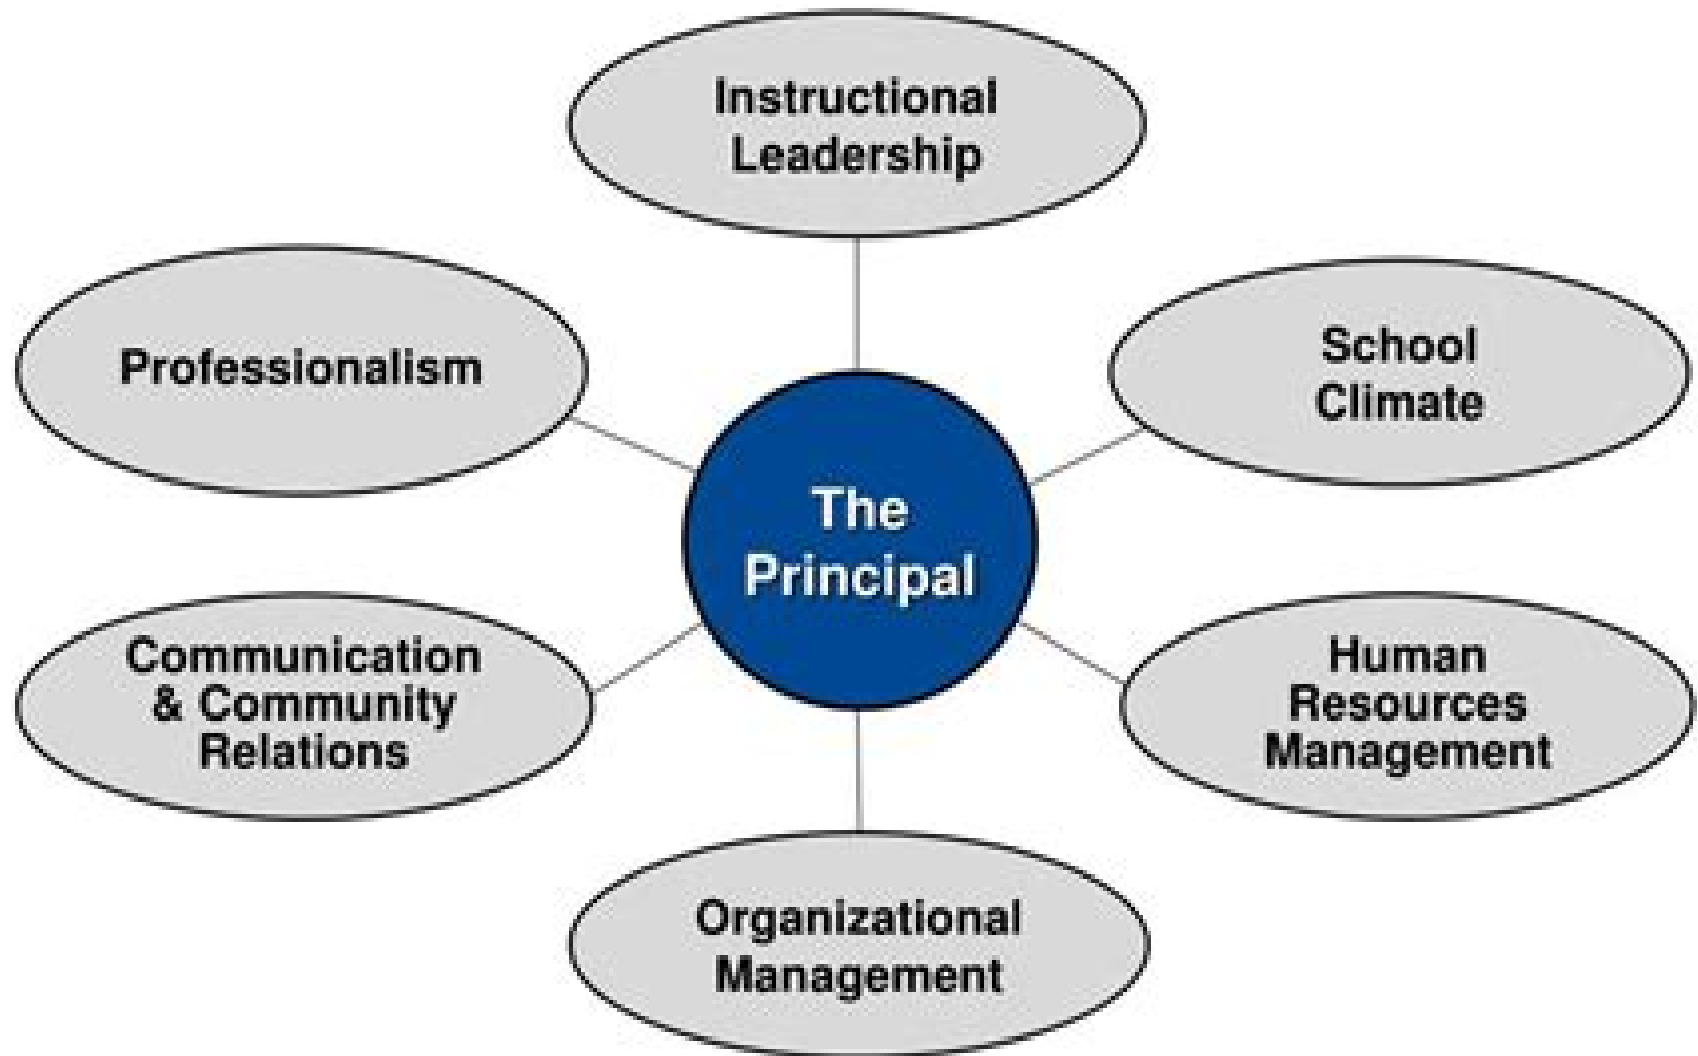 Instructional
Leadership
Professionalism
School
Climate
The
Principal
Communication
& Community
Relations
Human
Resources
Management
Organizational
Management